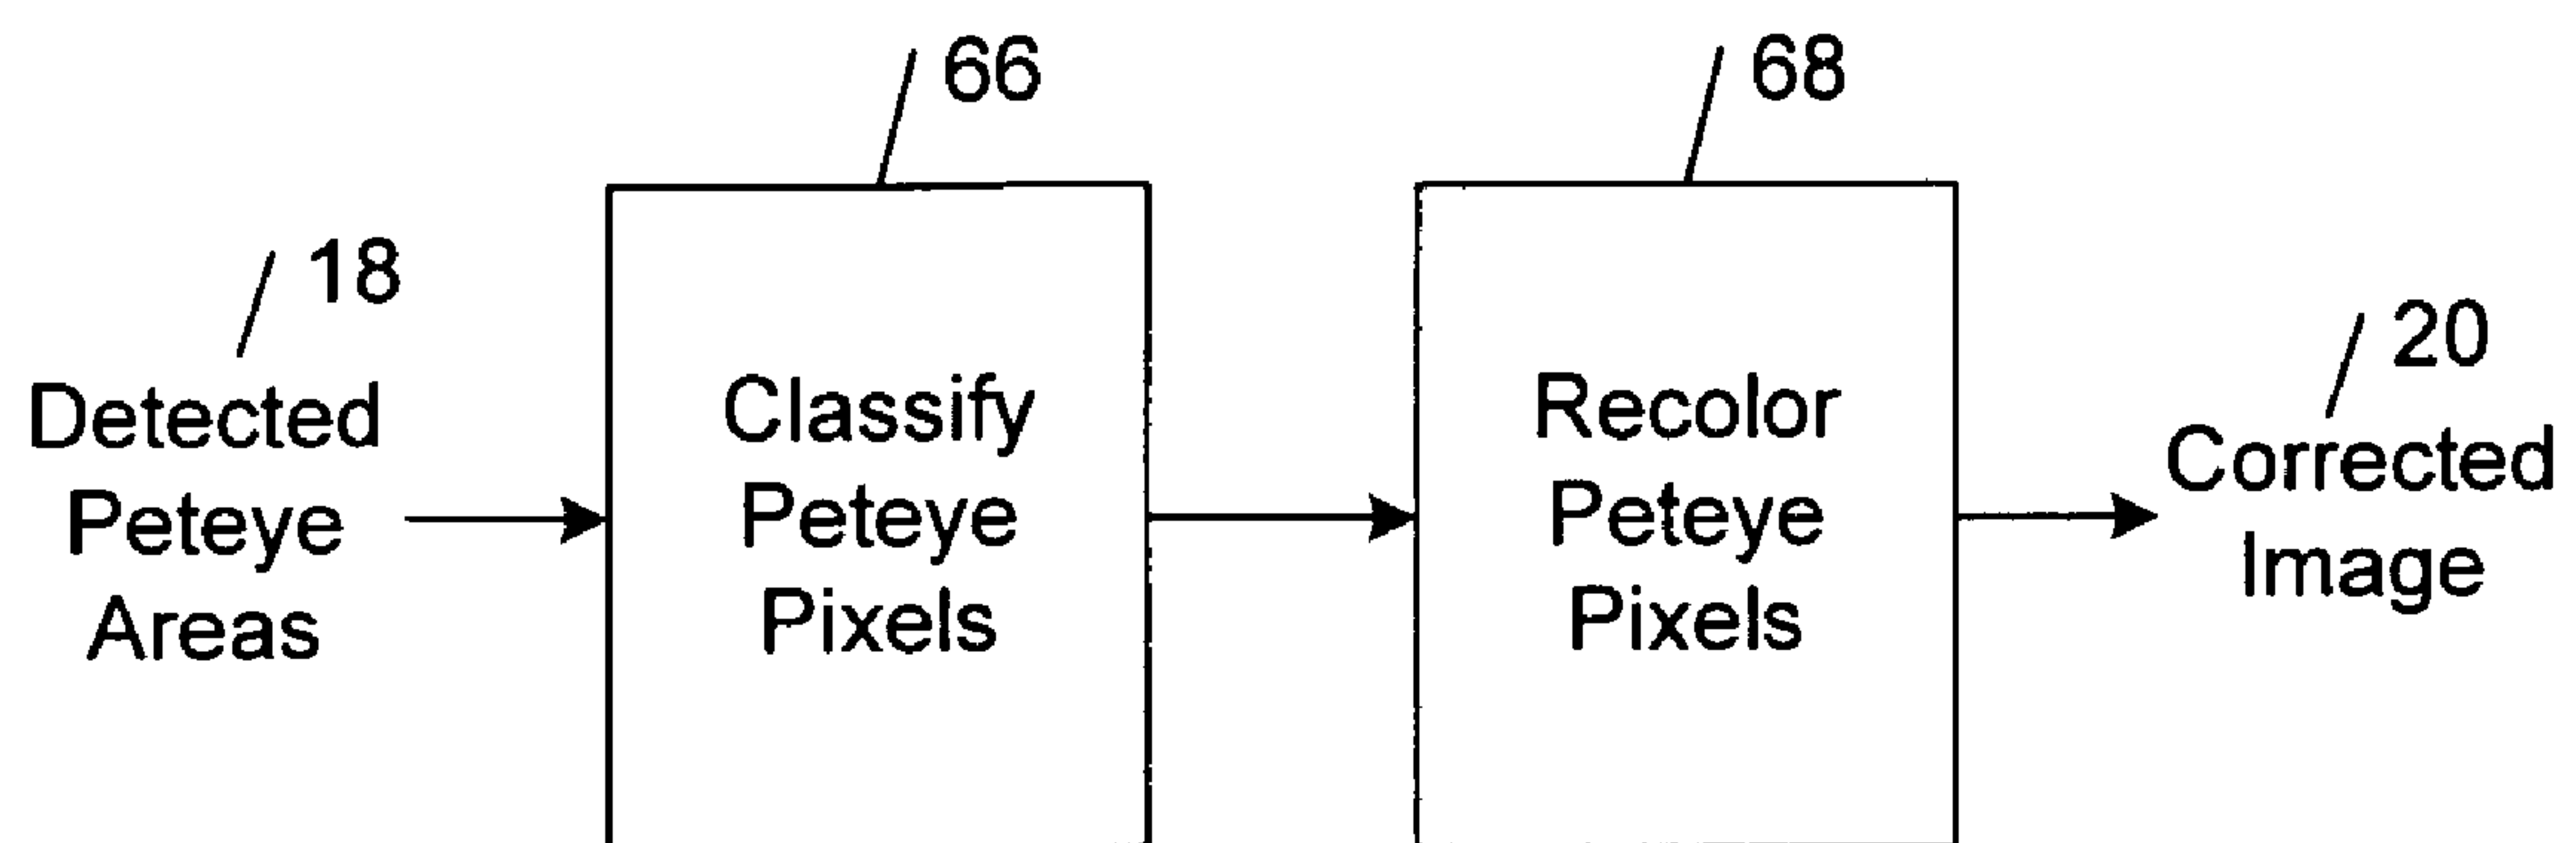 66
68
18
20
Detected
Peteye
Areas
Classify
Peteye
Pixels
Recolor
Peteye
Pixels
Corrected
Image